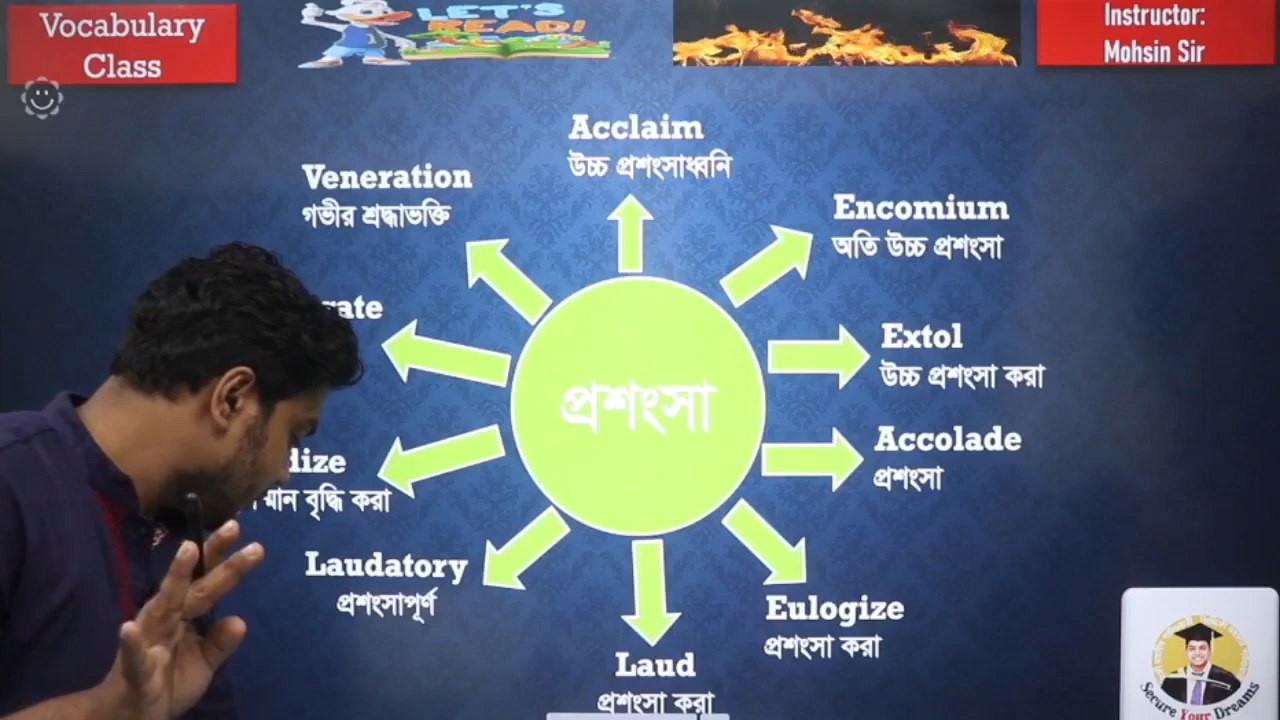 Vocabulary
Class
LET'S
READ!
Instructor:
Mohsin Sir
Acclaim
উচ্চ প্রশংসাধ্বনি
Veneration
গভীর শ্রদ্ধাভক্তি
Encomium
অতি উচ্চ প্রশংসা
Extol
উচ্চ প্রশংসা করা
প্রশংসা
Accolade
প্রশংসা
মান বৃদ্ধি করা
Laudatory
প্রশংসাপূর্ণ
Eulogize
প্রশংসা করা
Laud
প্রশংসা করা
Secure Your Dreams